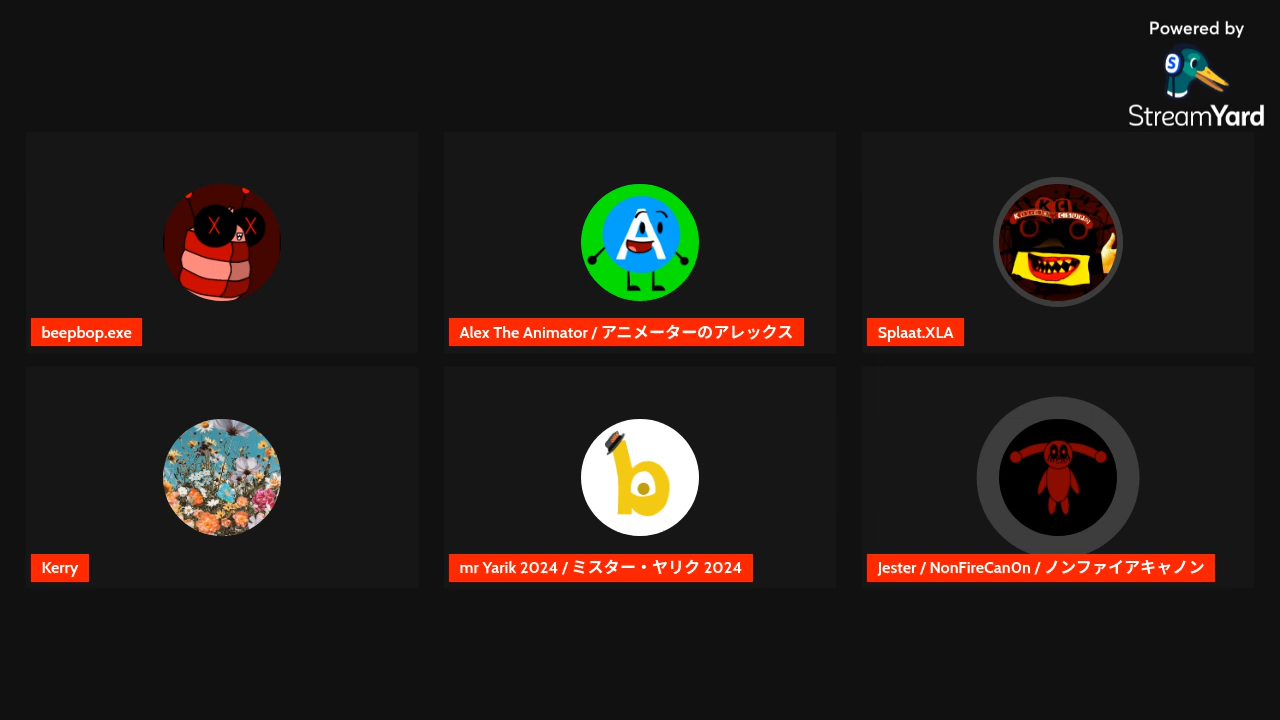 Powered by
StreamYard
beepbop.exe
Alex The Animator / アニメーターのアレックス
Splaat.XLA
Kerry
mr Yarik 2024 / ミスター・ヤリク 2024
Jester / NonFireCan0n / ノンファイアキャノン